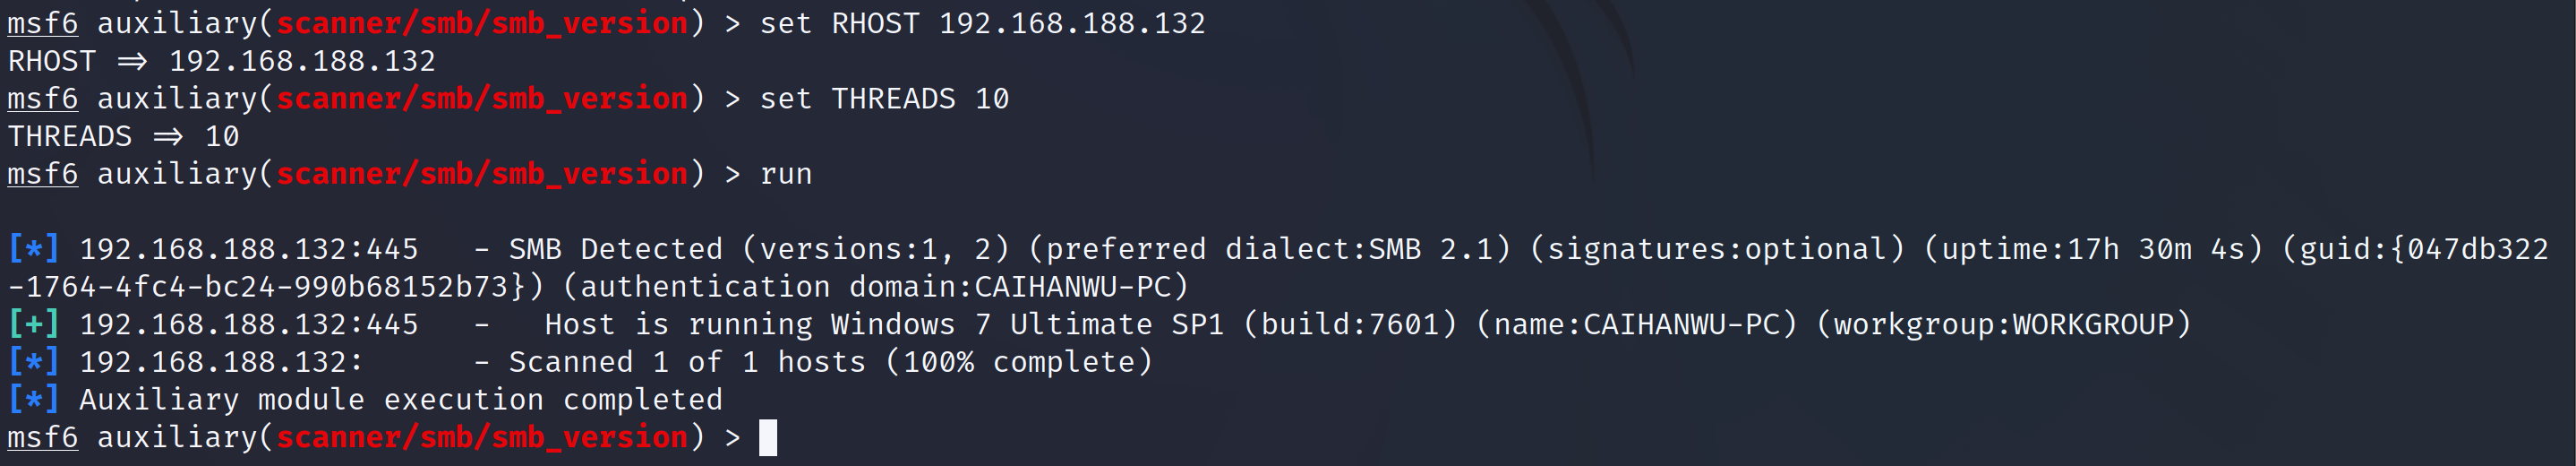 msf6 auxiliary(scanner/smb/smb_version) > set RHOST 192.168.188.132
RHOST => 192.168.188.132
msf6 auxiliary(scanner/smb/smb_version) > set THREADS 10
THREADS => 10
msf6 auxiliary(scanner/smb/smb_version) > run
[*] 192.168.188.132:445   - SMB Detected (versions:1, 2) (preferred dialect:SMB 2.1) (signatures:optional) (uptime:17h 30m 4s) (guid:{047db322
-1764-4fc4-bc24-990b68152b73}) (authentication domain:CAIHANWU-PC)
[+] 192.168.188.132:445   -   Host is running Windows 7 Ultimate SP1 (build:7601) (name:CAIHANWU-PC) (workgroup:WORKGROUP)
[*] 192.168.188.132:      - Scanned 1 of 1 hosts (100% complete)
[*] Auxiliary module execution completed
msf6 auxiliary(scanner/smb/smb_version) >